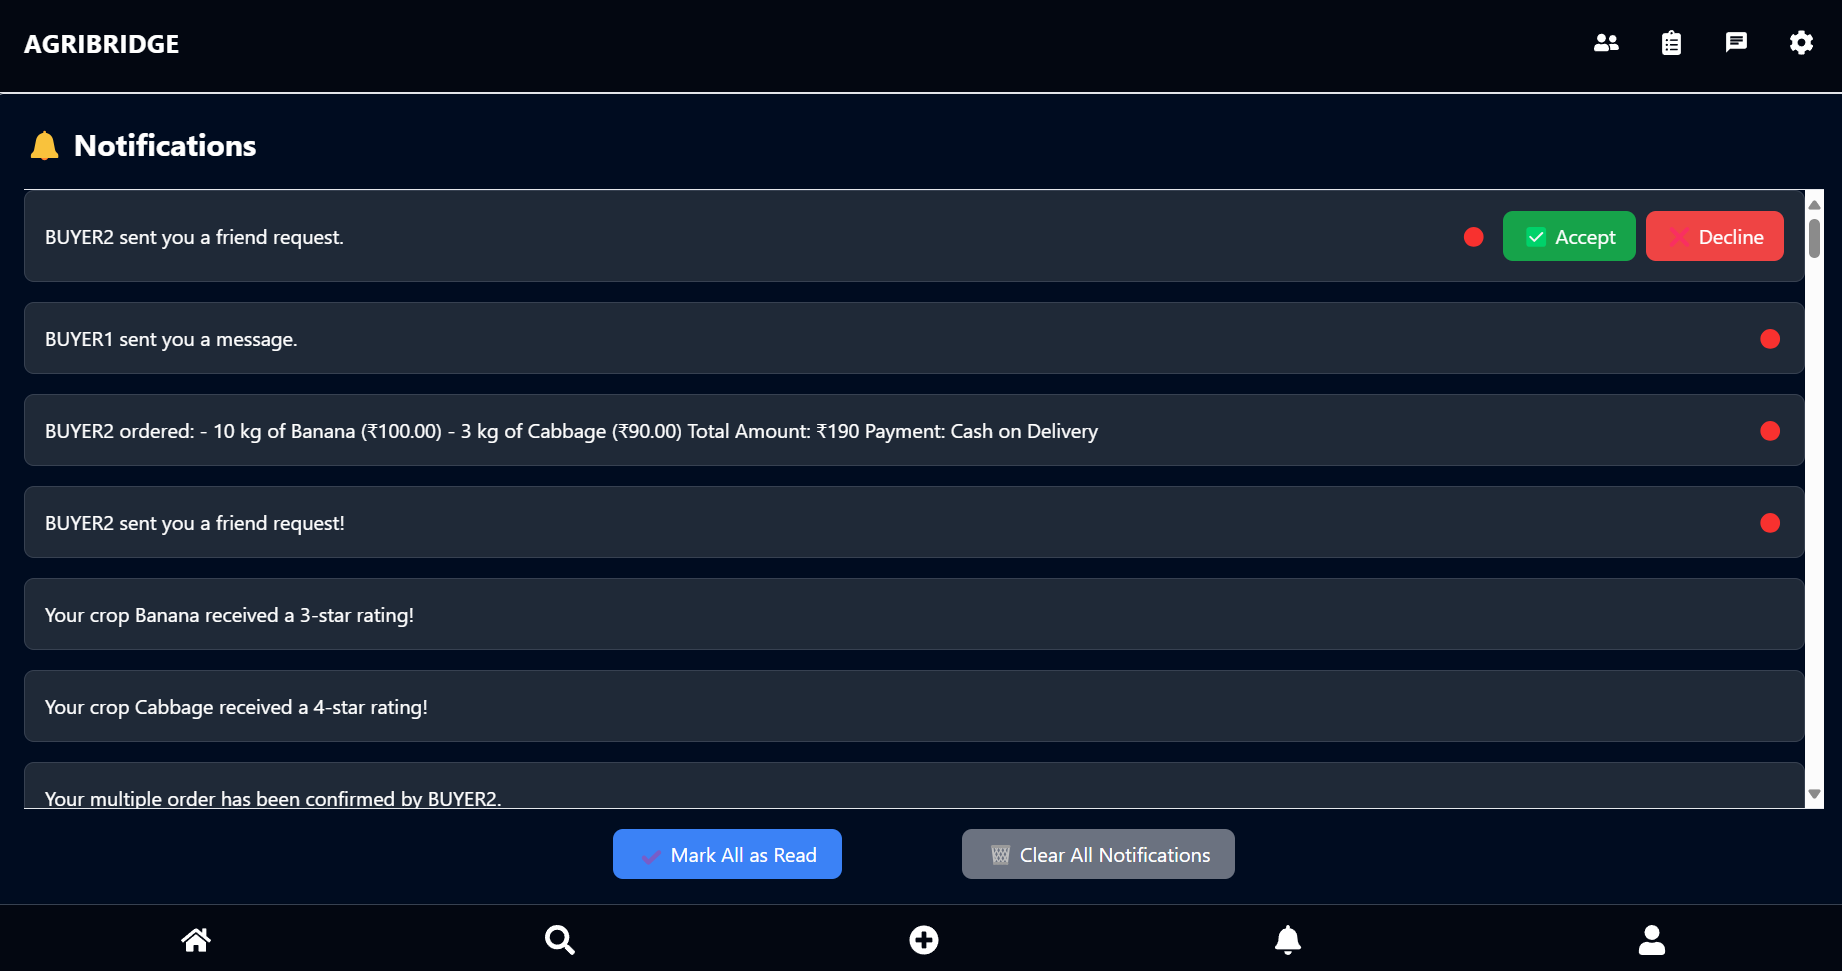 AGRIBRIDGE
Notifications
BUYER2 sent you a friend request.
Accept
Decline
BUYER1 sent you a message.
BUYER2 ordered: - 10 kg of Banana (₹100.00) - 3 kg of Cabbage (₹90.00) Total Amount: ₹190 Payment: Cash on Delivery
BUYER2 sent you a friend request!
Your crop Banana received a 3-star rating!
Your crop Cabbage received a 4-star rating!
Your multiple order has been confirmed by BUYER2.
Mark All as Read
Clear All Notifications